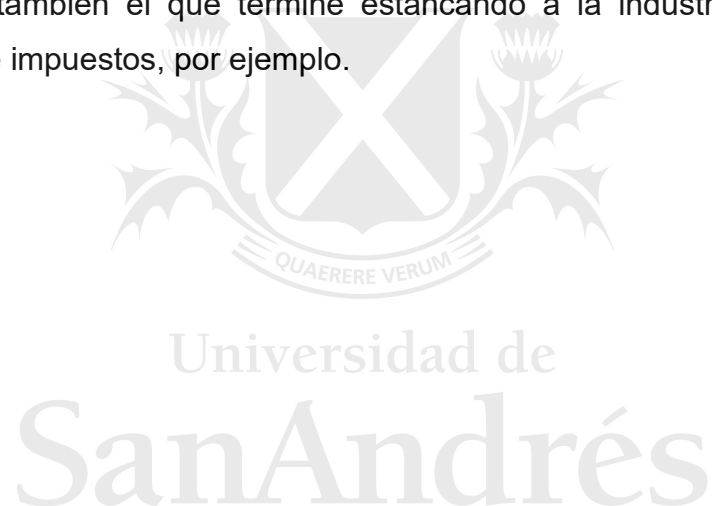 también el que termine estancando a la industr
impuestos, por ejemplo.
QUAERERE VERUM
Universidad de
SanAndrés